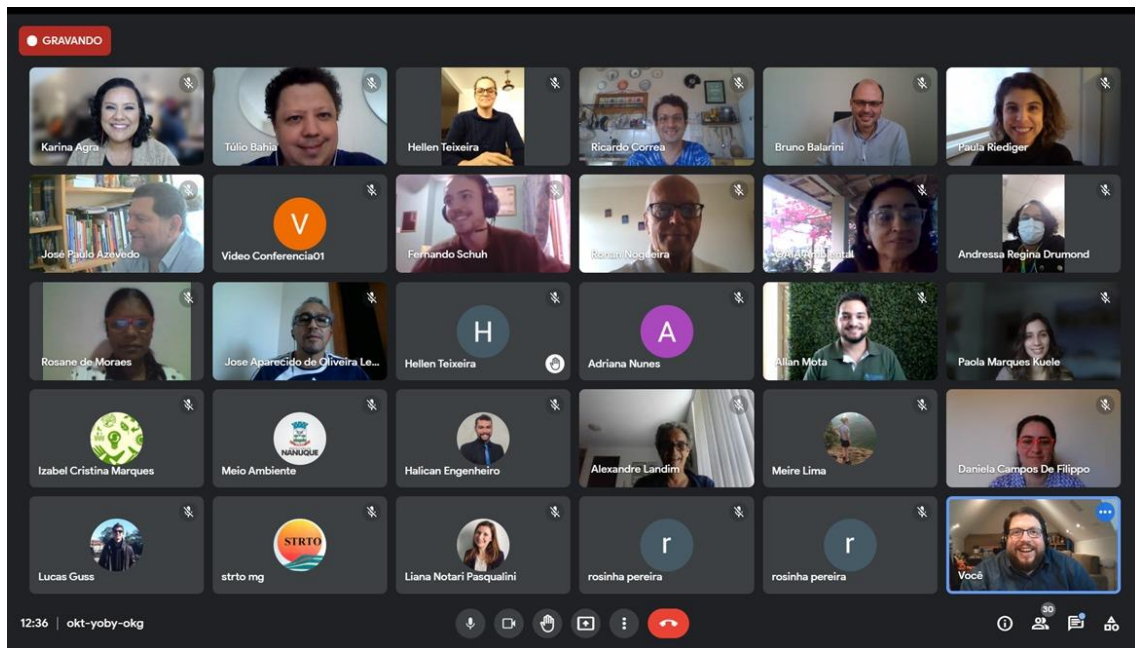 GRAVANDO
Karina Agra
Túlio Bahia
Hellen Teixeira
Ricardo Correa
Bruno Balarini
Paula Riediger
José Paulo Azevedo
V
Video Conferencia01
Fernando Schuh
Ronan Nogueira
Ambiental
Andressa Regina Drumond
Rosane de Moraes
Jose Aparecido de Oliveira Le...
H
Hellen Teixeira
A
Adriana Nunes
Allan Mota
Paola Marques Kuele
Izabel Cristina Marques
NANUQUE
Meio Ambiente
Halican Engenheiro
Alexandre Landim
Meire Lima
Daniela Campos De Filippo
Lucas Guss
STRTO
strto mg
Liana Notari Pasqualini
r
rosinha pereira
r
rosinha pereira
Você
12:36 | okt-yoby-okg
30